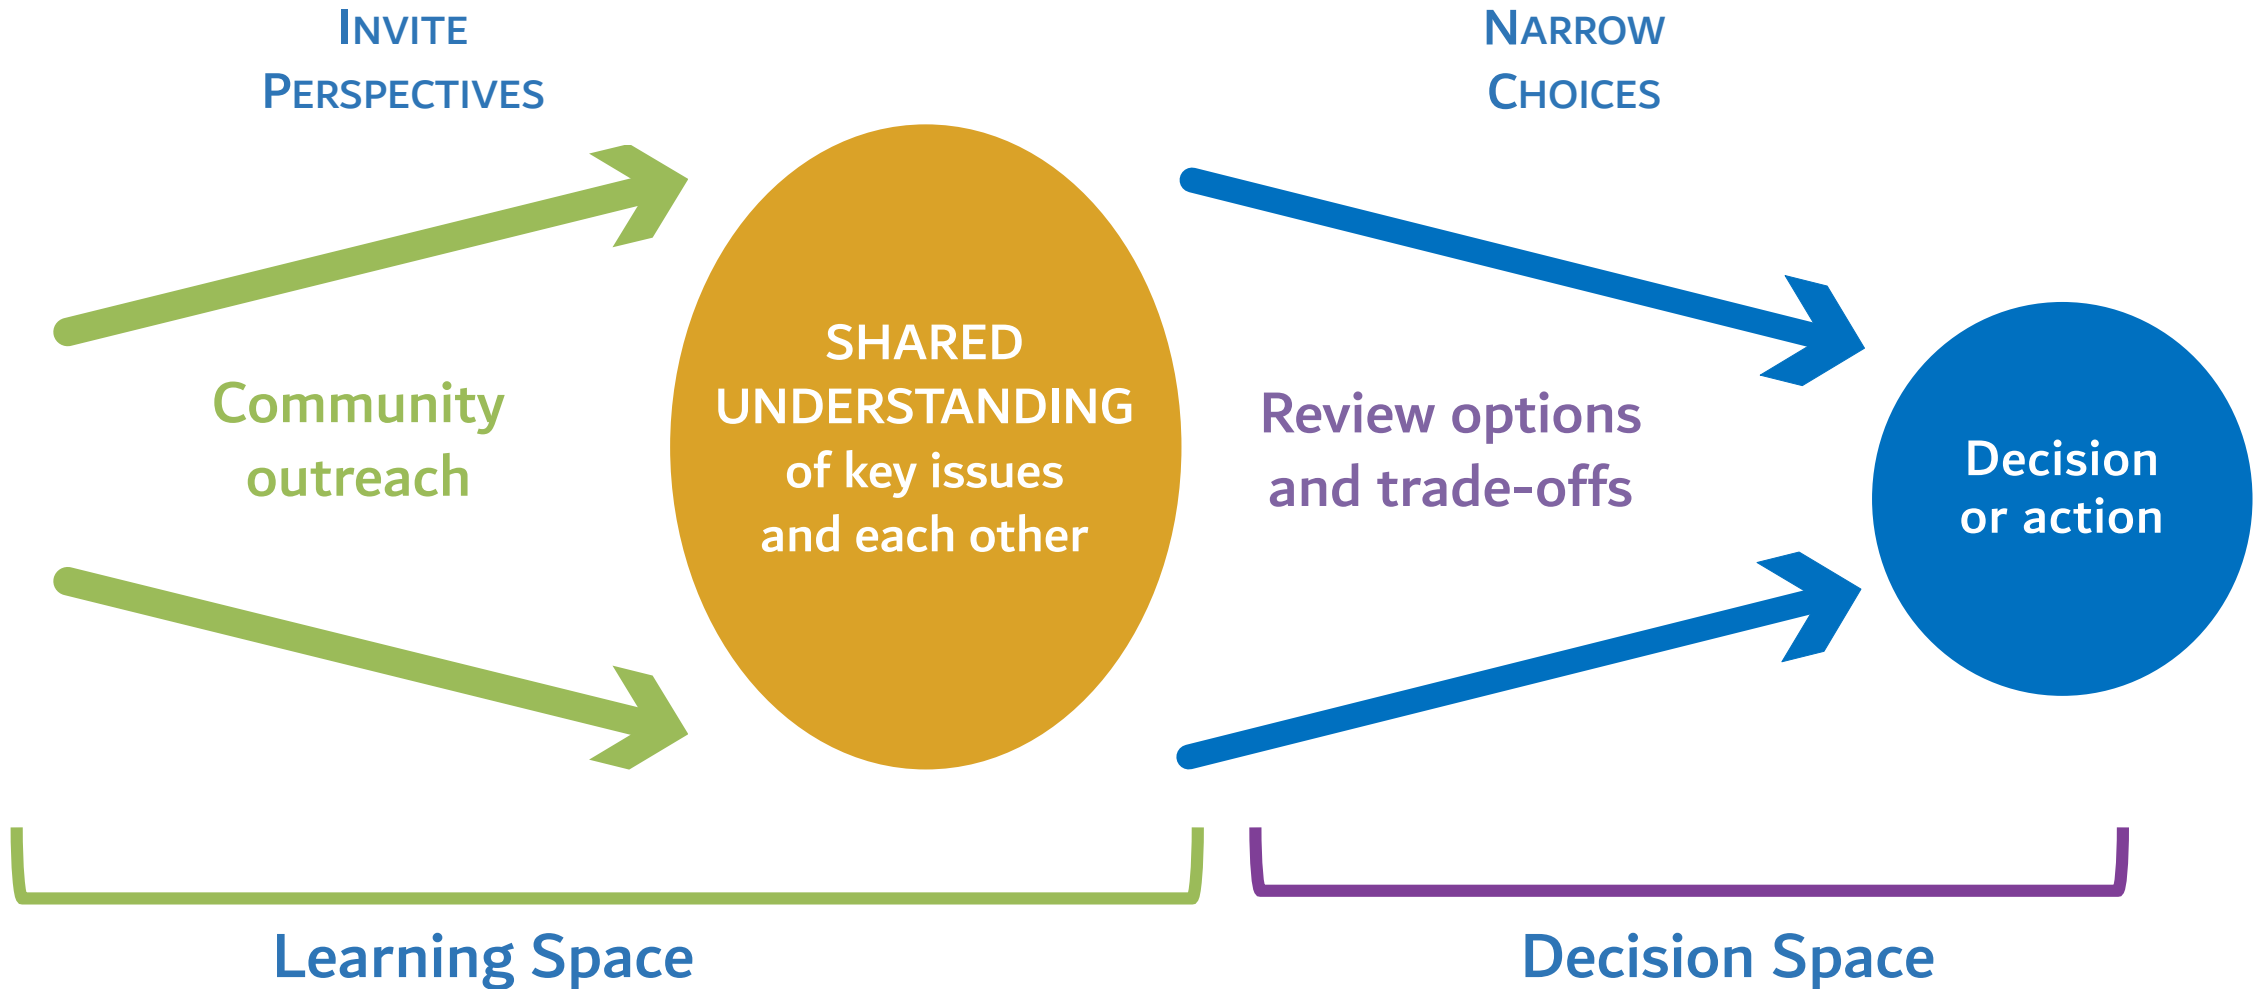 INVITE
PERSPECTIVES
NARROW
CHOICES
Community
outreach
SHARED
UNDERSTANDING
of key issues
and each other
Review options
and trade-offs
Decision
or action
Learning Space
Decision Space